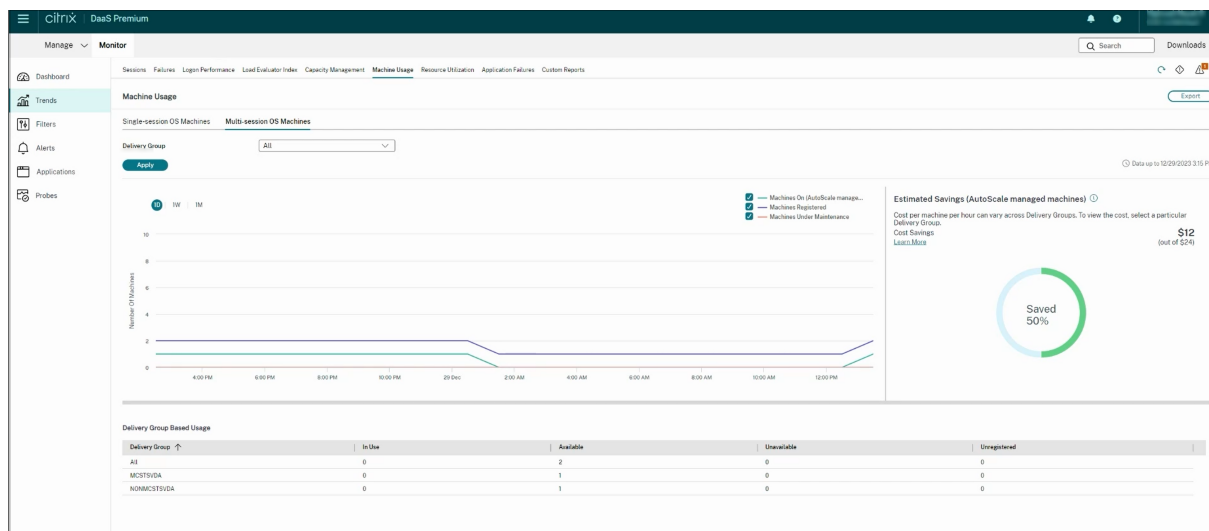 citrix DaaS Premium
Manage Monitor Search Downloads
Dashboard
Trends
Filters
Alerts
Applications
Probes
Sessions Failures Logon Performance Load Evaluator Index Capacity Management Machine Usage Resource Utilization Application Failures Custom Reports
Machine Usage Export
Single-session OS Machines Multi-session OS Machines
Delivery Group All
Apply
Data up to 12/29/2023 3:15 P
1D 1W 1M
Machines On (AutoScale manage...
Machines Registered
Machines Under Maintenance
Number Of Machines
10
8
6
4
2
0
4:00 PM 6:00 PM 8:00 PM 10:00 PM 29 Dec 2:00 AM 4:00 AM 6:00 AM 8:00 AM 10:00 AM 12:00 PM
Estimated Savings (AutoScale managed machines)
Cost per machine per hour can vary across Delivery Groups. To view the cost, select a particular
Delivery Group.
Cost Savings $12
Learn More (out of $24)
Saved
50%
Delivery Group Based Usage
Delivery Group In Use Available Unavailable Unregistered
All 0 2 0 0
MCSTSVDA 0 1 0 0
NONMCSTSVDA 0 1 0 0